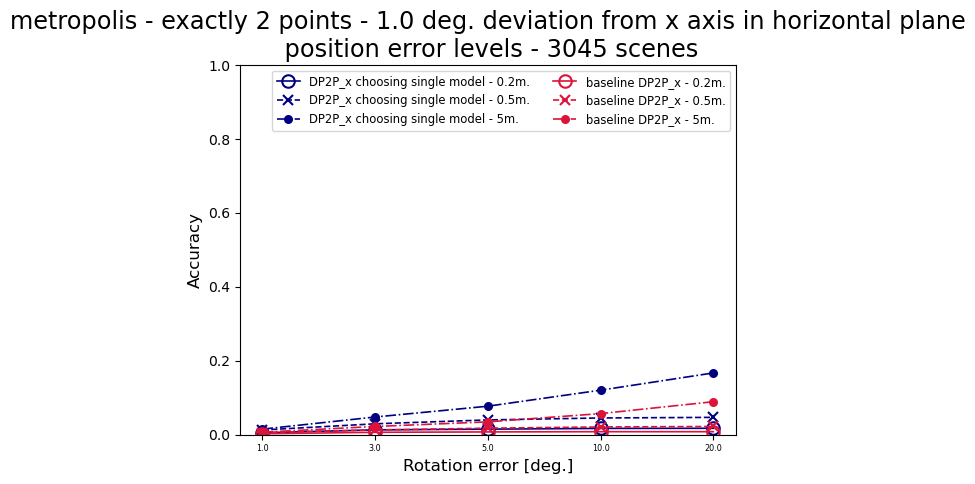 metropolis - exactly 2 points - 1.0 deg. deviation from x axis in horizontal plane
position error levels - 3045 scenes
DP2P_x choosing single model - 0.2m.
DP2P_x choosing single model - 0.5m.
DP2P_x choosing single model - 5m.
baseline DP2P_x - 0.2m.
baseline DP2P_x - 0.5m.
baseline DP2P_x - 5m.
Accuracy
1.0
0.8
0.6
0.4
0.2
0.0
1.0
3.0
5.0
10.0
20.0
Rotation error [deg.]